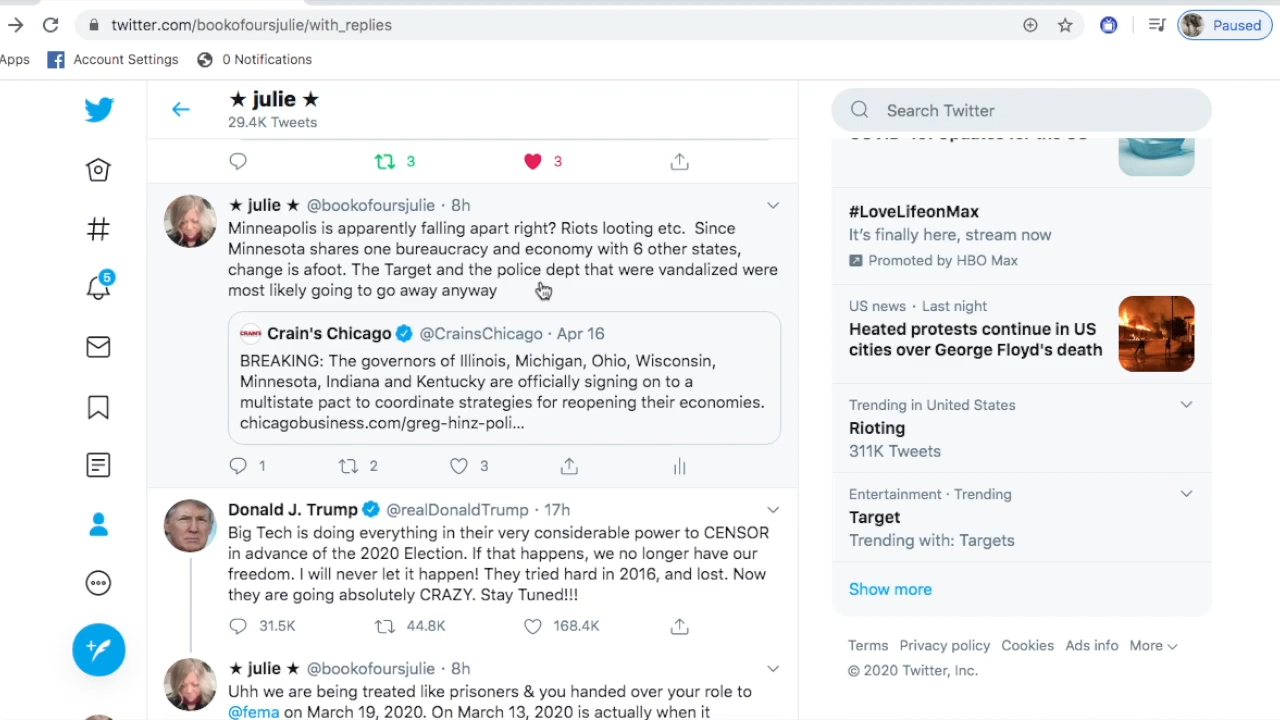 twitter.com/bookofoursjulie/with_replies
Paused
Apps
Account Settings
0 Notifications
★ julie ★
29.4K Tweets
3
3
★ julie ★ @bookofoursjulie · 8h
Minneapolis is apparently falling apart right? Riots looting etc. Since
Minnesota shares one bureaucracy and economy with 6 other states,
change is afoot. The Target and the police dept that were vandalized were
most likely going to go away anyway
CRAIN'S
Crain's Chicago @CrainsChicago · Apr 16
BREAKING: The governors of Illinois, Michigan, Ohio, Wisconsin,
Minnesota, Indiana and Kentucky are officially signing on to a
multistate pact to coordinate strategies for reopening their economies.
chicagobusiness.com/greg-hinz-poli...
1
2
3
Donald J. Trump @realDonaldTrump · 17h
Big Tech is doing everything in their very considerable power to CENSOR
in advance of the 2020 Election. If that happens, we no longer have our
freedom. I will never let it happen! They tried hard in 2016, and lost. Now
they are going absolutely CRAZY. Stay Tuned!!!
31.5K
44.8K
168.4K
★ julie ★ @bookofoursjulie · 8h
Uhh we are being treated like prisoners & you handed over your role to
@fema on March 19, 2020. On March 13, 2020 is actually when it
5
Search Twitter
#LoveLifeonMax
It's finally here, stream now
Promoted by HBO Max
US news · Last night
Heated protests continue in US
cities over George Floyd's death
Trending in United States
Rioting
311K Tweets
Entertainment · Trending
Target
Trending with: Targets
Show more
Terms Privacy policy Cookies Ads info More
© 2020 Twitter, Inc.